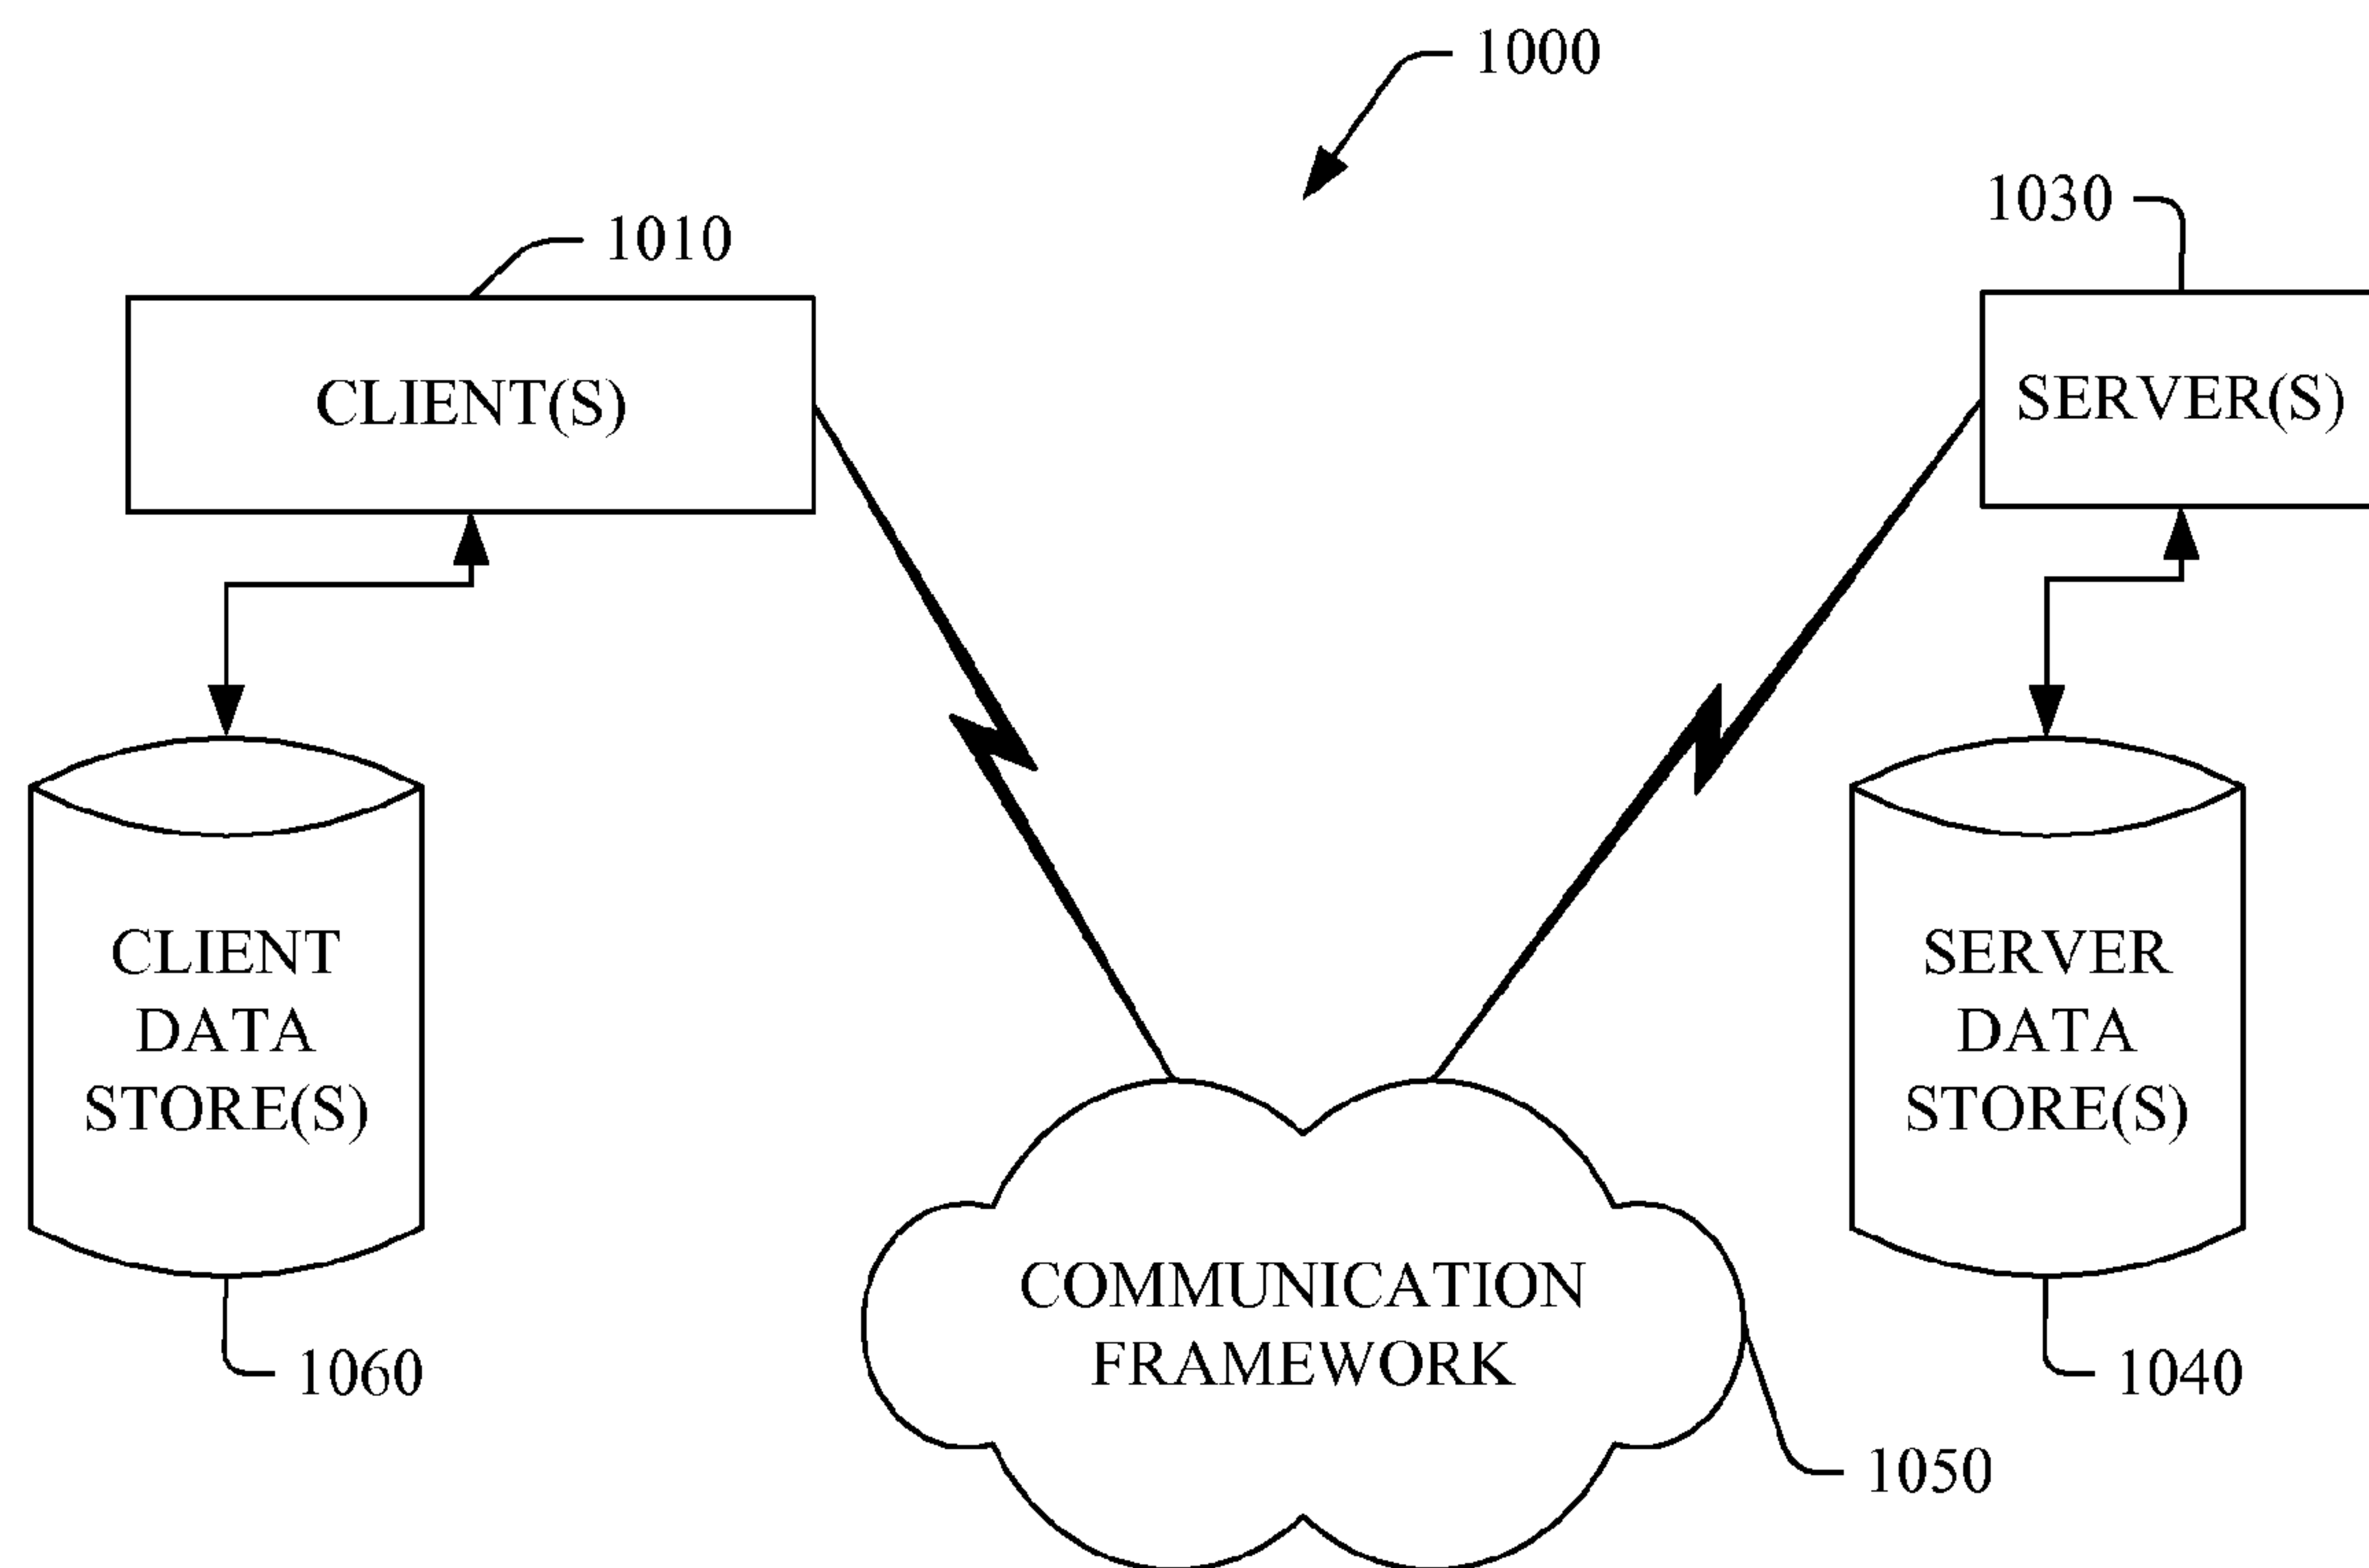 1000
1010
1030
CLIENT(S)
SERVER(S)
CLIENT
DATA
STORE(S)
SERVER
DATA
STORE(S)
COMMUNICATION
FRAMEWORK
1060
1040
1050